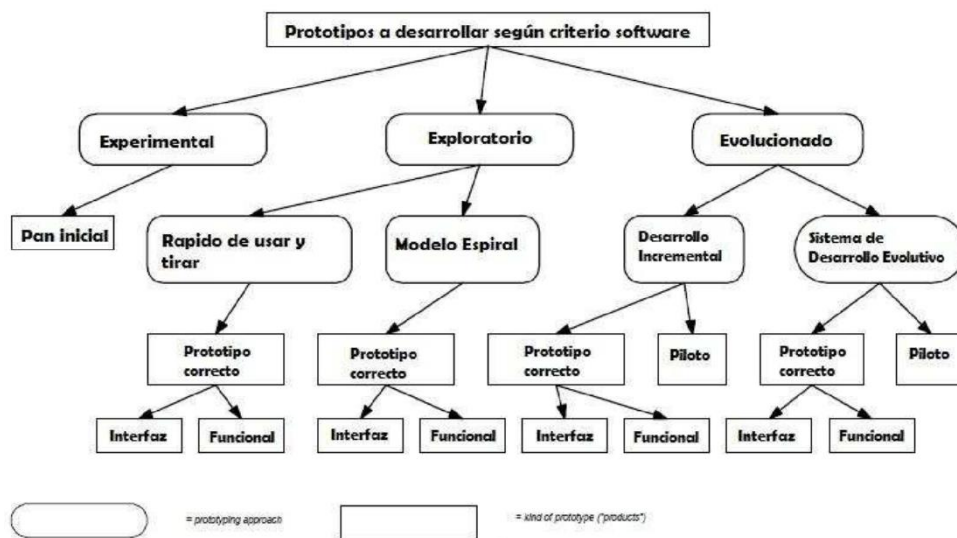 Prototipos a desarrollar según criterio software
Experimental
Exploratorio
Evolucionado
Pan inicial
Rapido de usar y
tirar
Modelo Espiral
Desarrollo
Incremental
Sistema de
Desarrollo Evolutivo
Prototipo
correcto
Prototipo
correcto
Prototipo
correcto
Piloto
Prototipo
correcto
Piloto
Interfaz
Funcional
Interfaz
Funcional
Interfaz
Funcional
Interfaz
Funcional
= prototyping approach
= kind of prototype ("products")